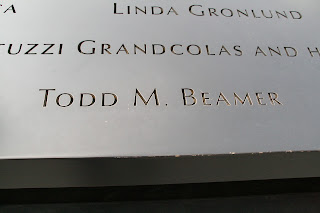 Linda Gronlund
Grandcolas and
Todd M. Beamer